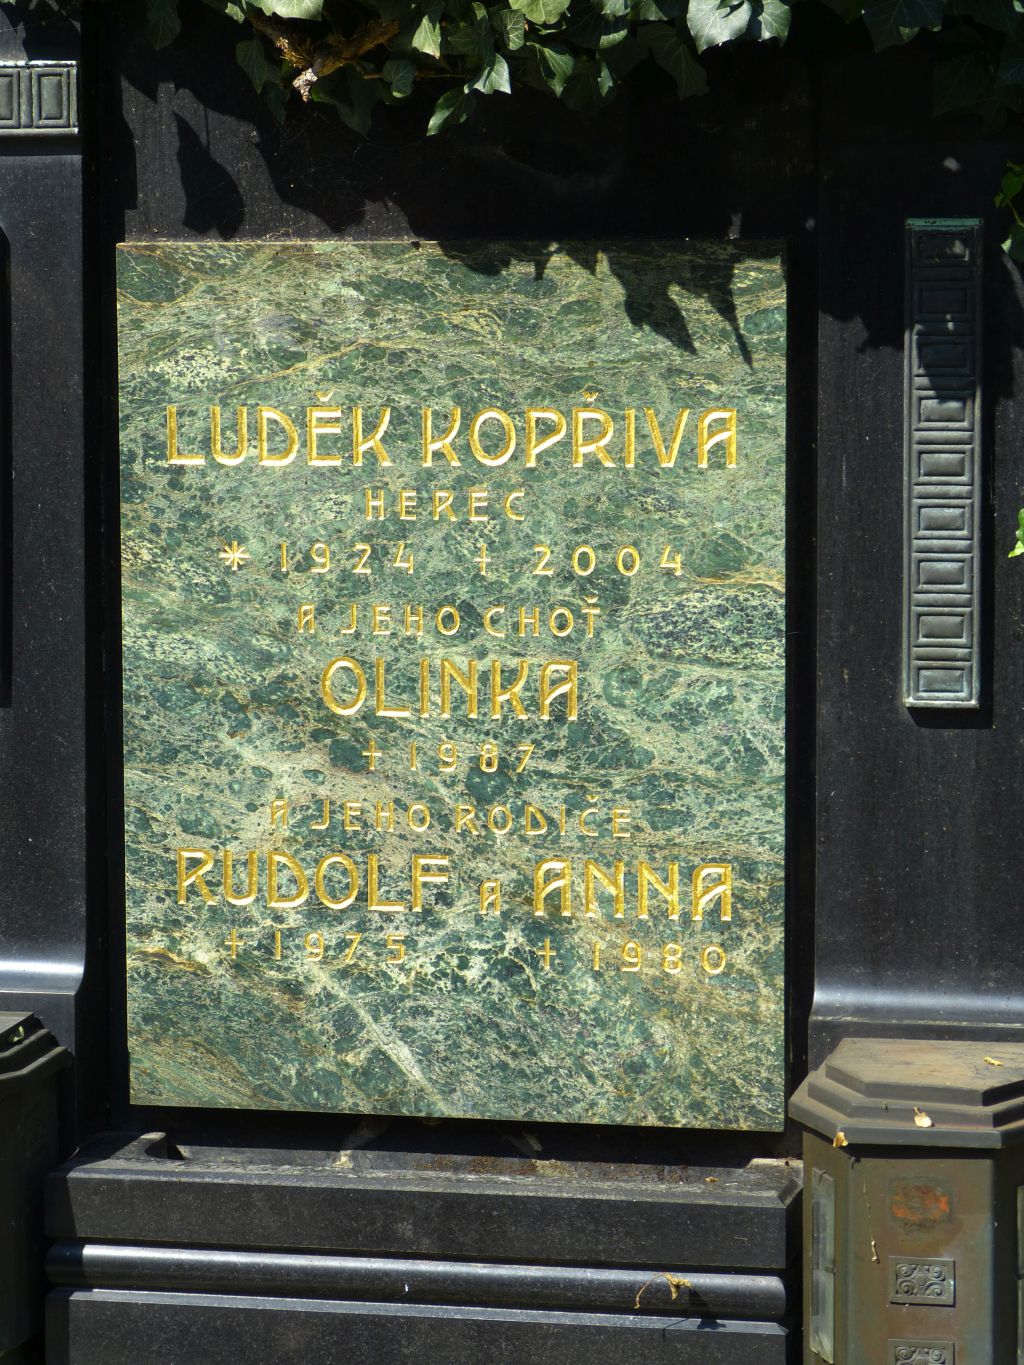 LUDĚK KOPŘIVA
HEREC
* 1924 † 2004
A JEHO CHOŤ
OLINKA
† 1987
A JEHO RODIČE
RUDOLF A ANNA
† 1975 † 1980